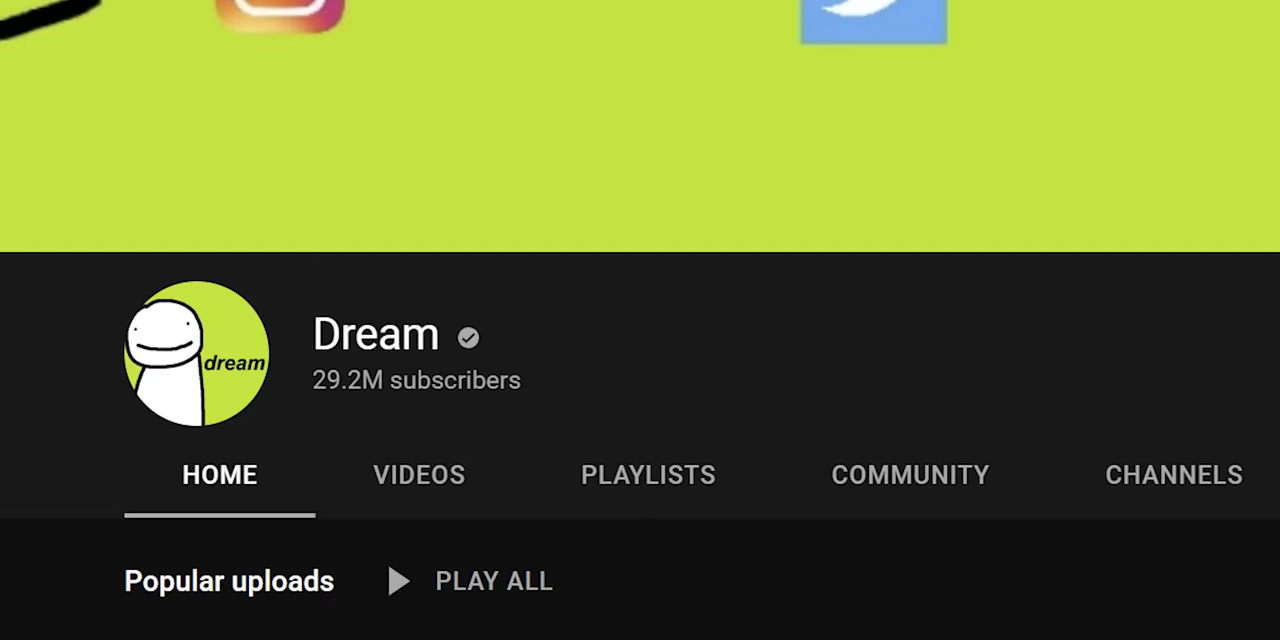 dream
Dream
29.2M subscribers
HOME VIDEOS PLAYLISTS COMMUNITY CHANNELS
Popular uploads PLAY ALL